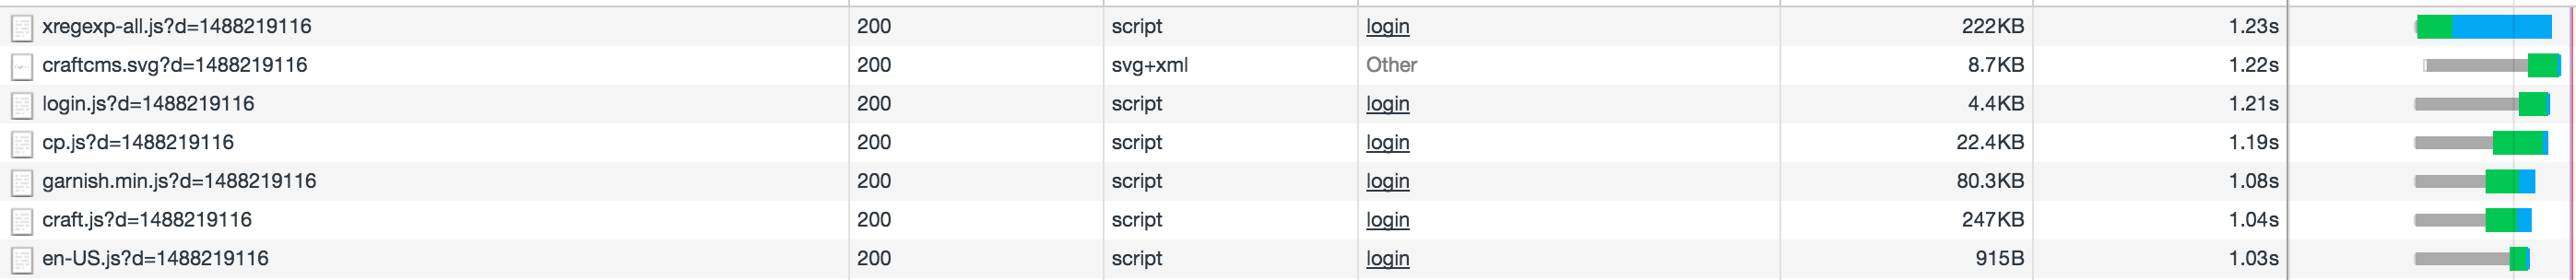 xregexp-all.js?d=1488219116 200 script login 222KB 1.23s
craftcms.svg?d=1488219116 200 svg+xml Other 8.7KB 1.22s
login.js?d=1488219116 200 script login 4.4KB 1.21s
cp.js?d=1488219116 200 script login 22.4KB 1.19s
garnish.min.js?d=1488219116 200 script login 80.3KB 1.08s
craft.js?d=1488219116 200 script login 247KB 1.04s
en-US.js?d=1488219116 200 script login 915B 1.03s